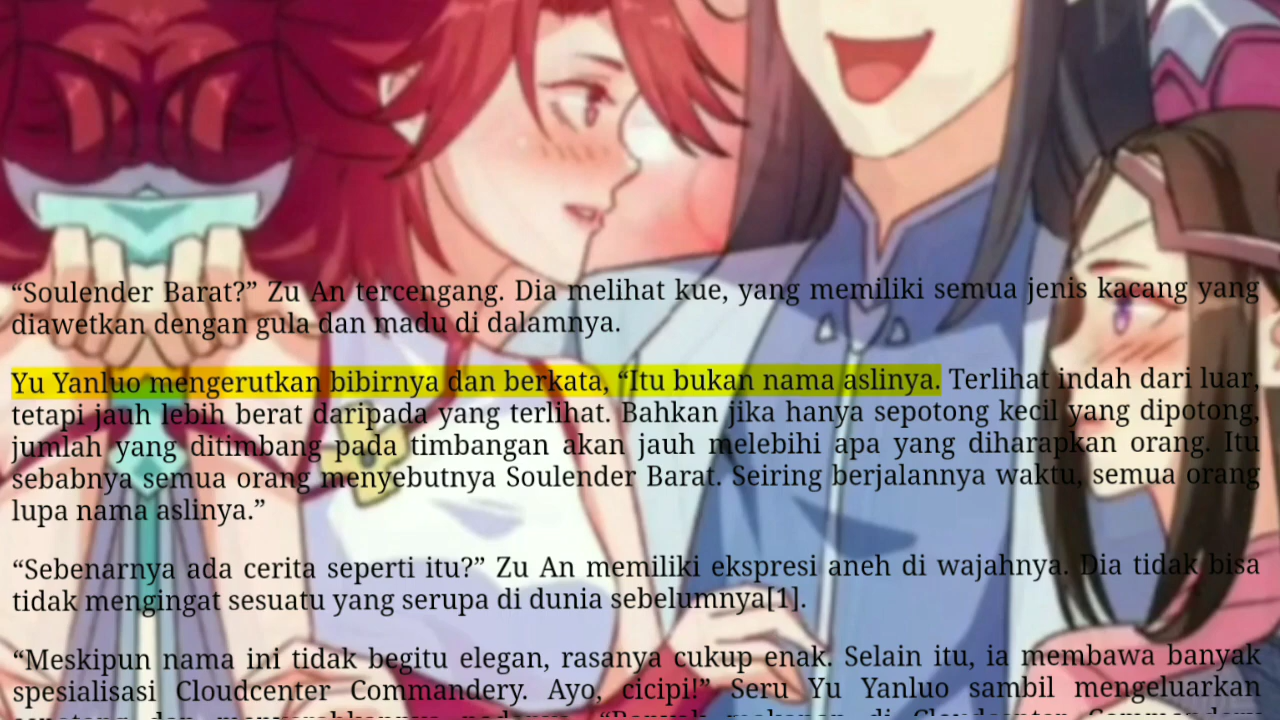 “Soulender Barat?” Zu An tercengang. Dia melihat kue, yang memiliki semua jenis kacang yang
diawetkan dengan gula dan madu di dalamnya.
Yu Yanluo mengerutkan bibirnya dan berkata, “Itu bukan nama aslinya. Terlihat indah dari luar,
tetapi jauh lebih berat daripada yang terlihat. Bahkan jika hanya sepotong kecil yang dipotong,
jumlah yang ditimbang pada timbangan akan jauh melebihi apa yang diharapkan orang. Itu
sebabnya semua orang menyebutnya Soulender Barat. Seiring berjalannya waktu, semua orang
lupa nama aslinya.”
“Sebenarnya ada cerita seperti itu?” Zu An memiliki ekspresi aneh di wajahnya. Dia tidak bisa
tidak mengingat sesuatu yang serupa di dunia sebelumnya[1].
“Meskipun nama ini tidak begitu elegan, rasanya cukup enak. Selain itu, ia membawa banyak
spesialisasi Cloudcenter Commandery. Ayo, cicipi!” Seru Yu Yanluo sambil mengeluarkan